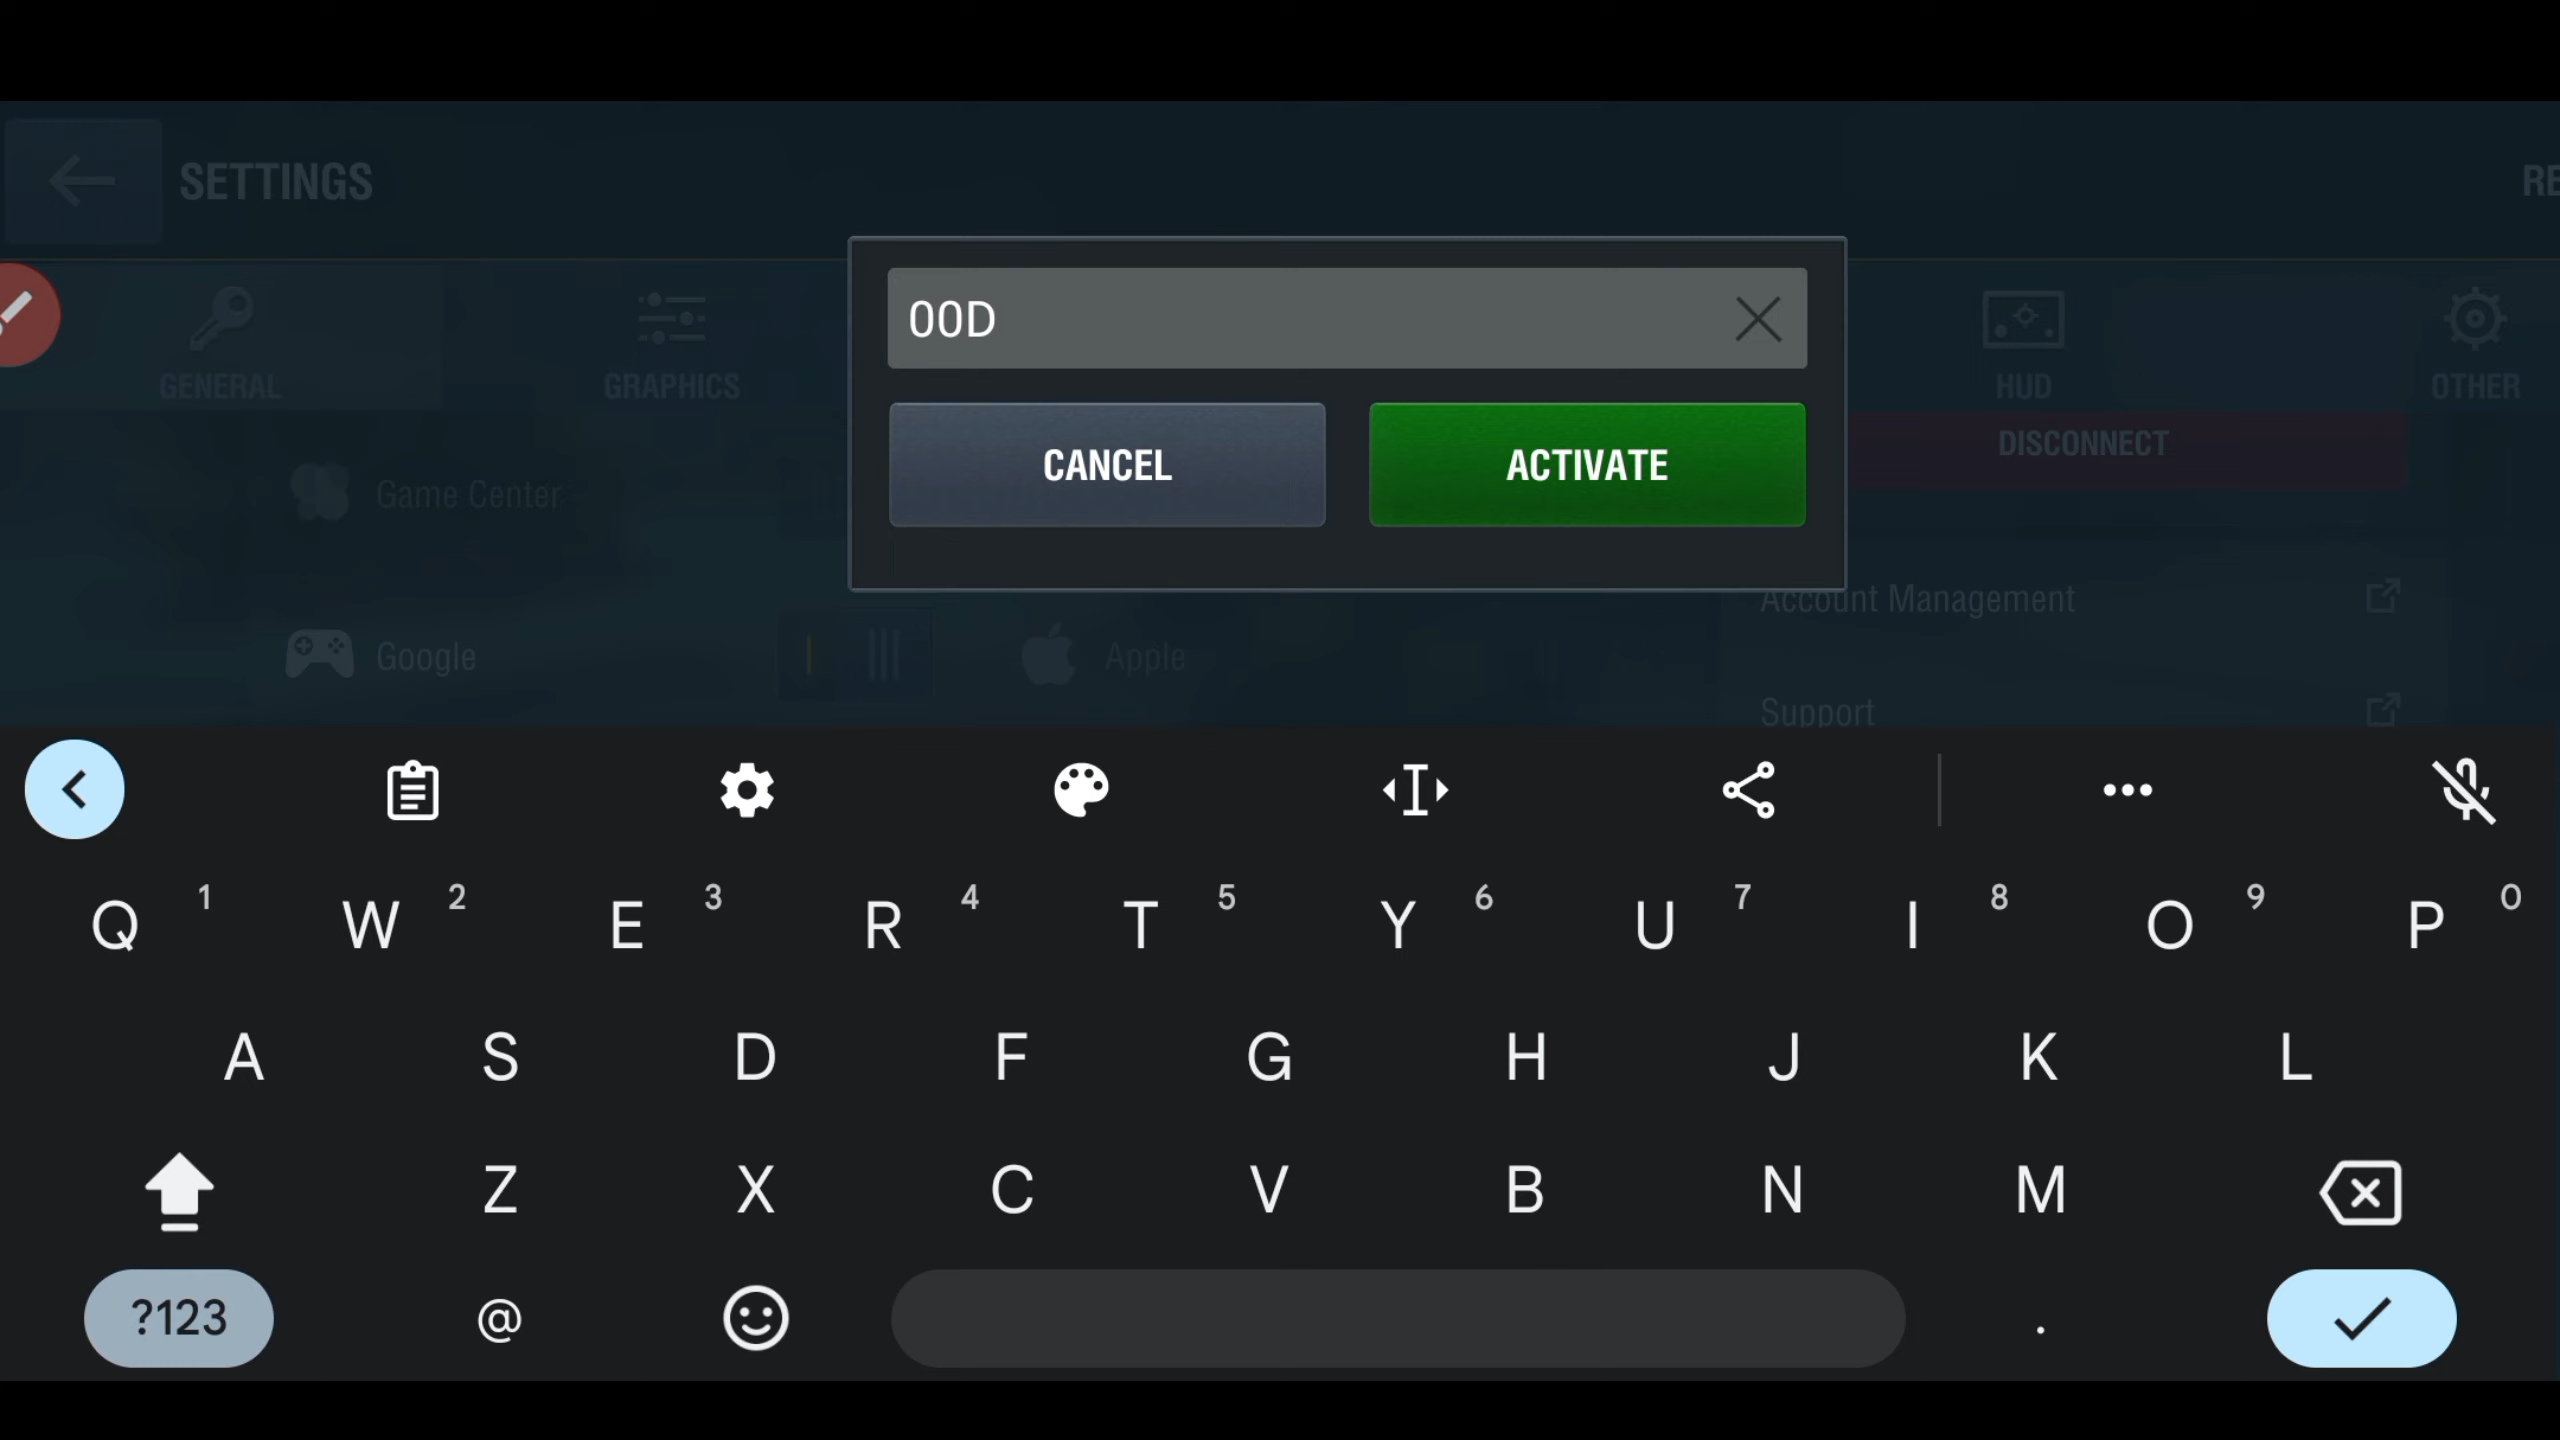 SETTINGS
RE
00D
GENERAL
GRAPHICS
HUD
OTHER
CANCEL
ACTIVATE
DISCONNECT
Game Center
Account Management
Google
Apple
Support
Q 1 W 2 E 3 R 4 T 5 Y 6 U 7 I 8 O 9 P 0
A S D F G H J K L
Z X C V B N M
?123 @ .